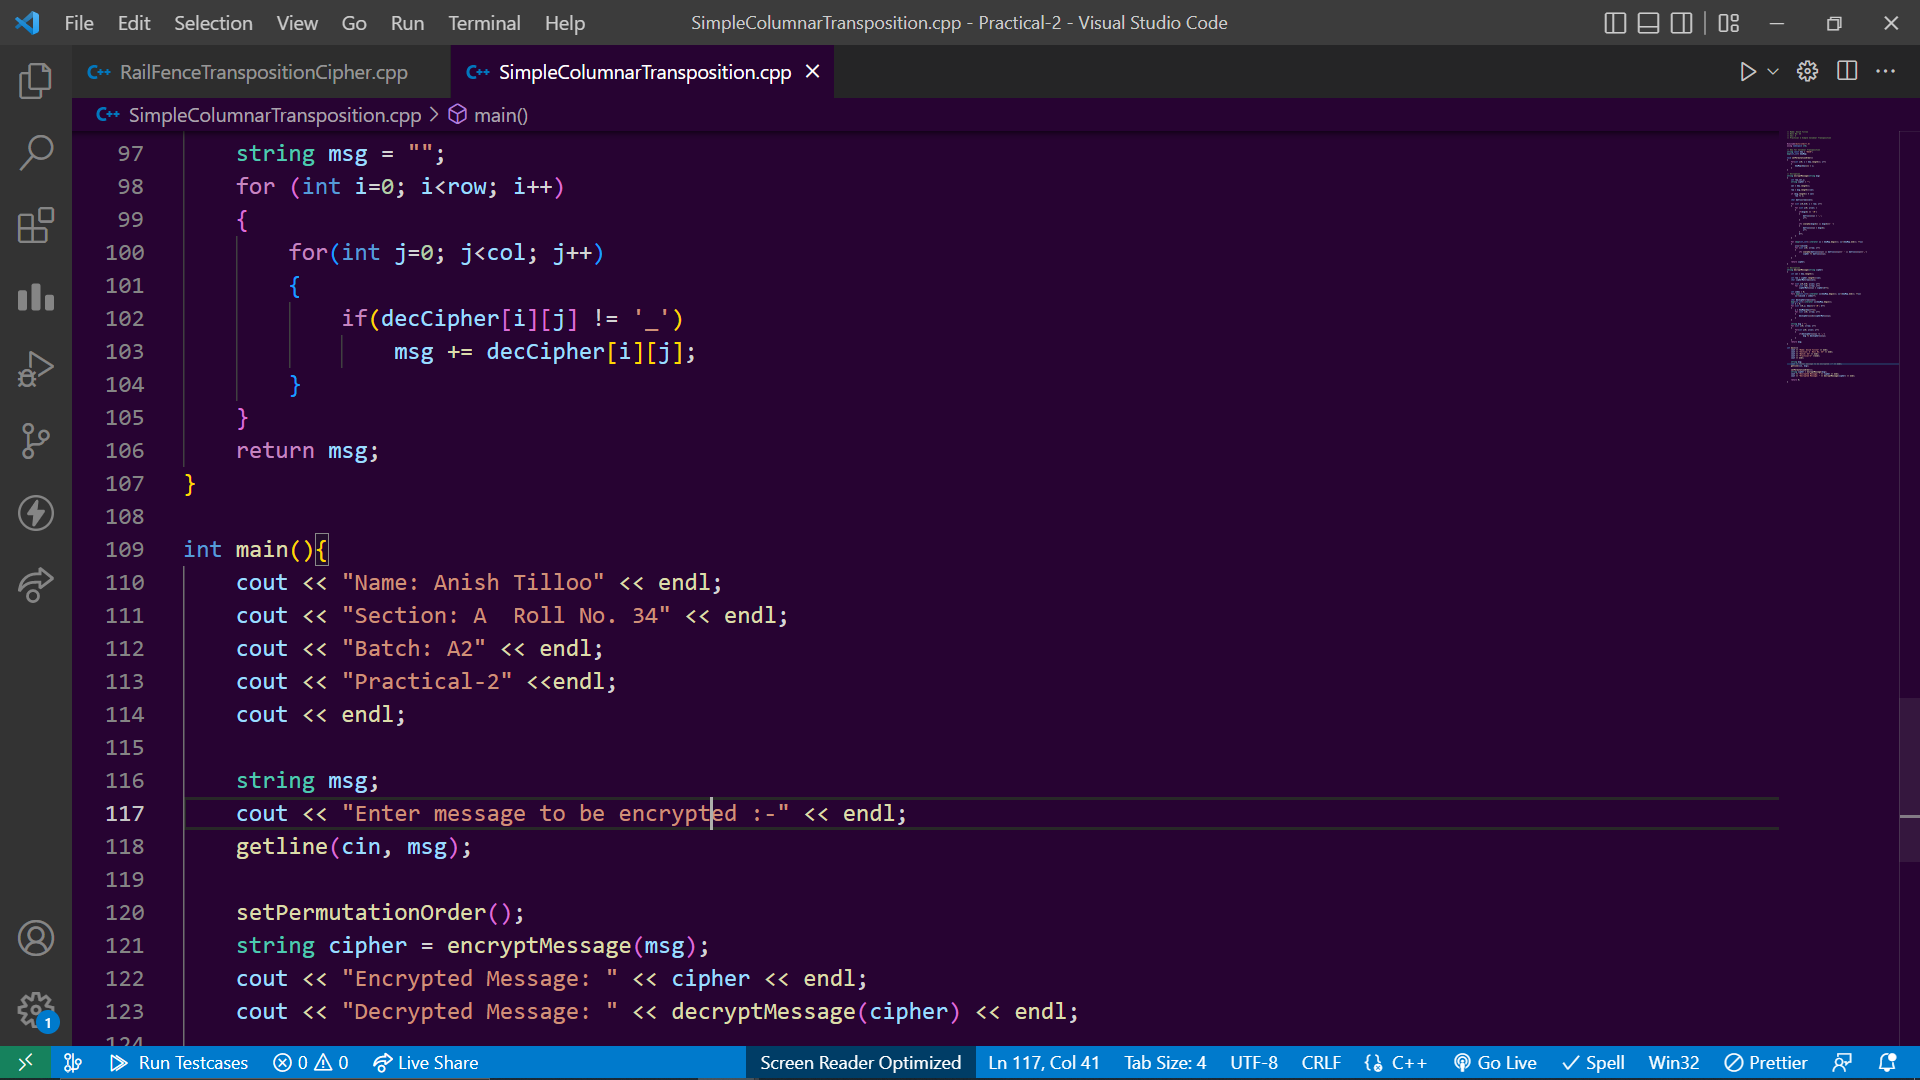 File Edit Selection View Go Run Terminal Help SimpleColumnarTransposition.cpp - Practical-2 - Visual Studio Code
C++ RailFenceTranspositionCipher.cpp C++ SimpleColumnarTransposition.cpp
C++ SimpleColumnarTransposition.cpp > main()
97 string msg = "";
98 for (int i=0; i<row; i++)
99 {
100 for(int j=0; j<col; j++)
101 {
102 if(decCipher[i][j] != '_')
103 msg += decCipher[i][j];
104 }
105 }
106 return msg;
107 }
108
109 int main(){
110 cout << "Name: Anish Tilloo" << endl;
111 cout << "Section: A  Roll No. 34" << endl;
112 cout << "Batch: A2" << endl;
113 cout << "Practical-2" <<endl;
114 cout << endl;
115
116 string msg;
117 cout << "Enter message to be encrypted :-" << endl;
118 getline(cin, msg);
119
120 setPermutationOrder();
121 string cipher = encryptMessage(msg);
122 cout << "Encrypted Message: " << cipher << endl;
123 cout << "Decrypted Message: " << decryptMessage(cipher) << endl;
124
1
Run Testcases 0 0 Live Share Screen Reader Optimized Ln 117, Col 41 Tab Size: 4 UTF-8 CRLF {} C++ Go Live Spell Win32 Prettier